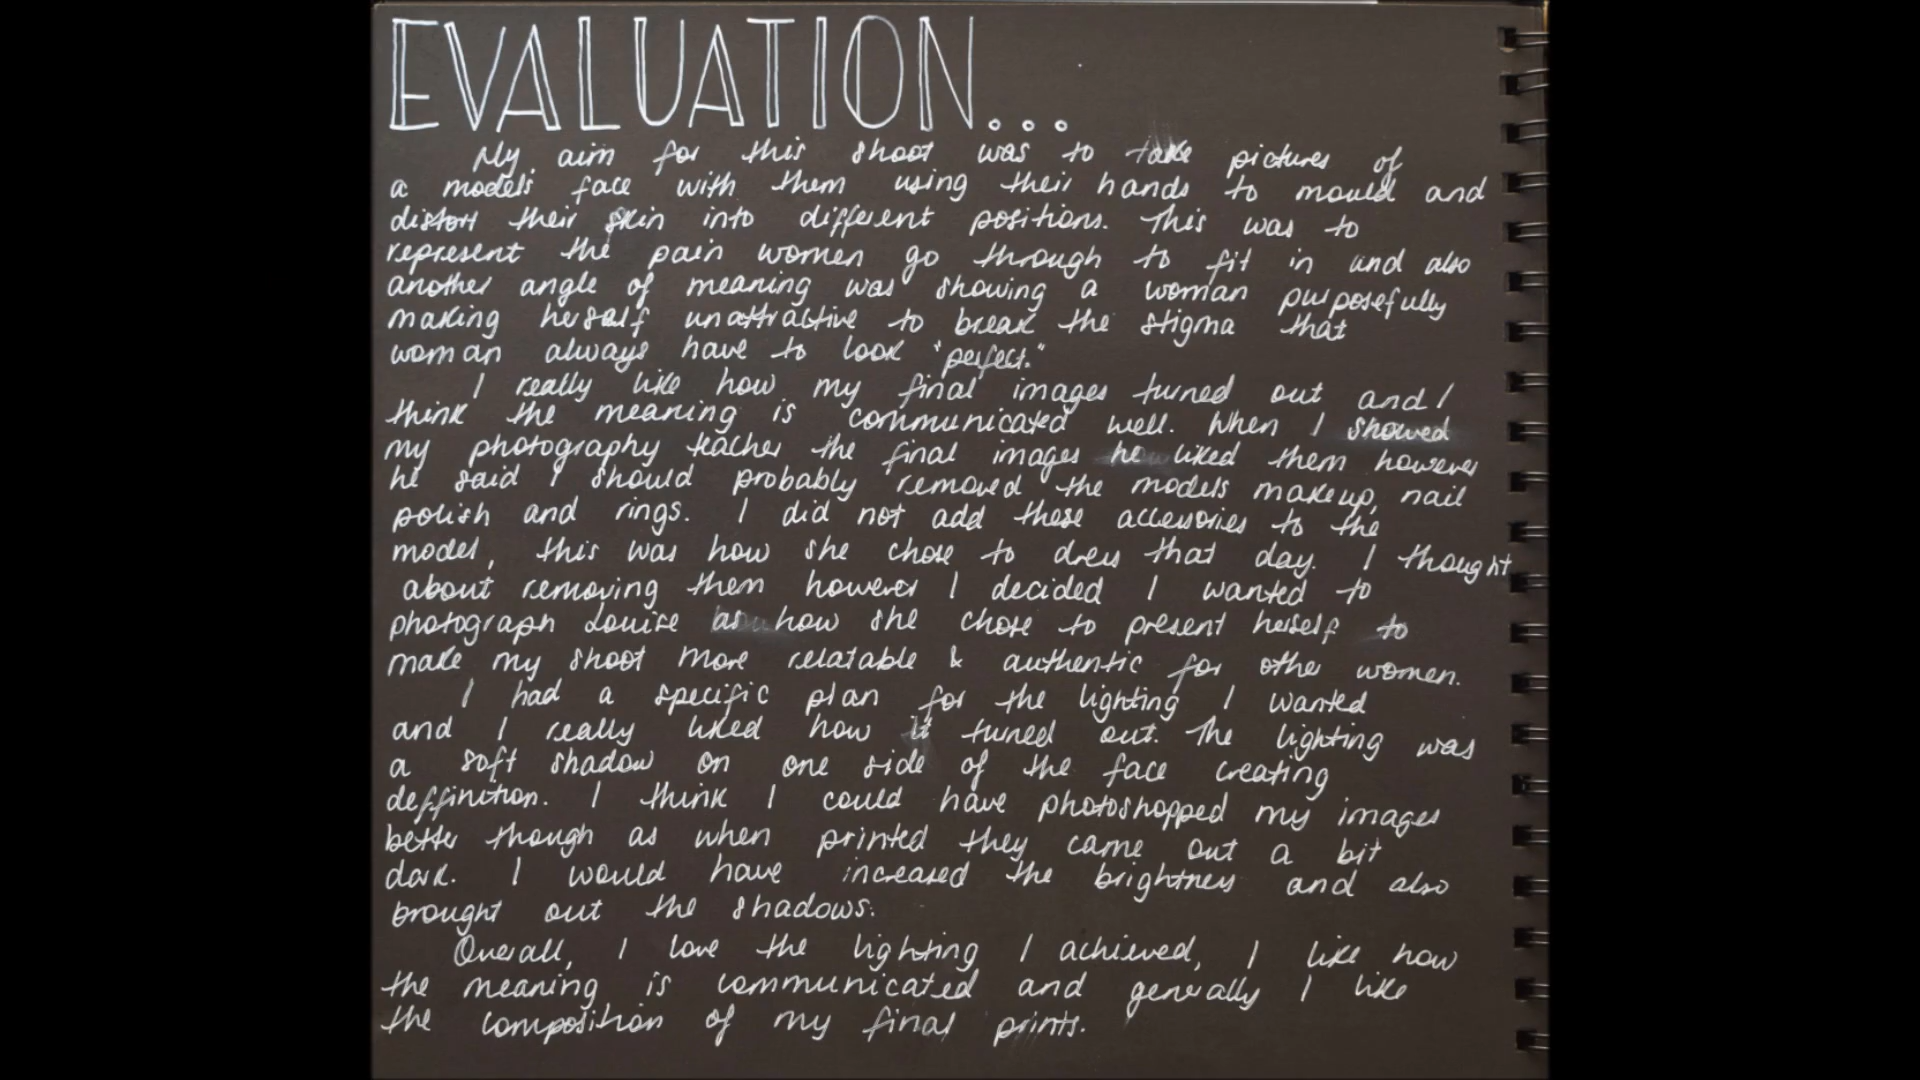 EVALUATION...
My aim for this shoot was to take pictures of
a models face with them using their hands to mould and
distort their skin into different positions. This was to
represent the pain women go through to fit in and also
another angle of meaning was showing a woman purposefully
making herself unattractive to break the stigma that
woman always have to look "perfect."
I really like how my final images turned out and I
think the meaning is communicated well. When I showed
my photography teacher the final images he liked them however
he said I should probably removed the models makeup, nail
polish and rings. I did not add these accessories to the
model, this was how she chose to dress that day. I thought
about removing them however I decided I wanted to
photograph Louise as how she chose to present herself to
make my shoot more relatable & authentic for other women.
I had a specific plan for the lighting I wanted
and I really liked how it turned out. The lighting was
a soft shadow on one side of the face creating
deffinition. I think I could have photoshopped my images
better though as when printed they came out a bit
dark. I would have increased the brightness and also
brought out the shadows.
Overall, I love the lighting I achieved, I like how
the meaning is communicated and generally I like
the composition of my final prints.